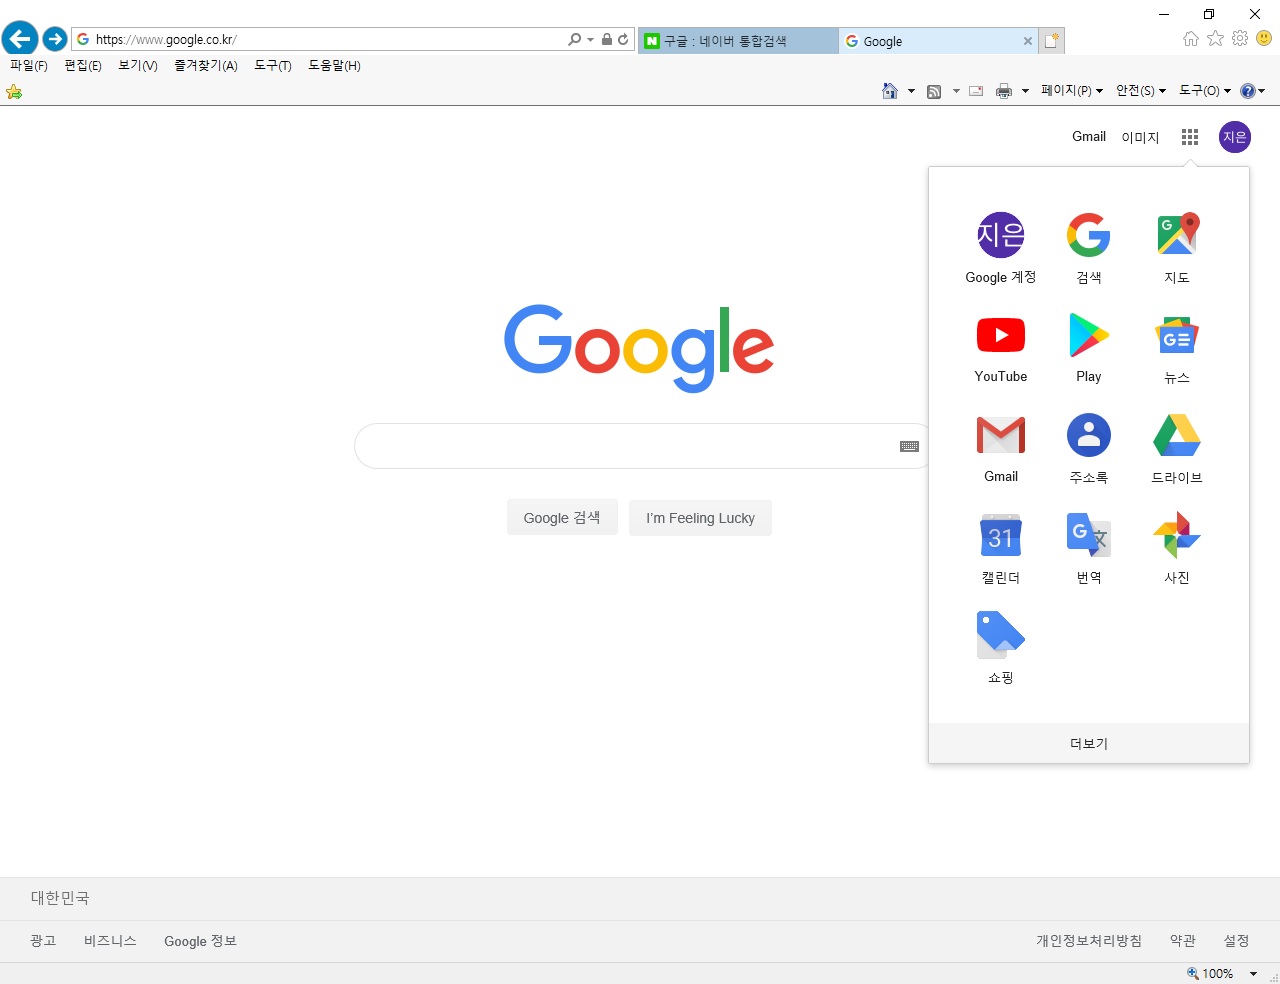 https://www.google.co.kr/
구글 : 네이버 통합검색
Google
파일(F) 편집(E) 보기(V) 즐겨찾기(A) 도구(T) 도움말(H)
페이지(P) 안전(S) 도구(O)
Gmail 이미지 지은
지은
Google 계정 검색 지도
YouTube Play 뉴스
Gmail 주소록 드라이브
31
캘린더 번역 사진
쇼핑
더보기
Google
Google 검색 I'm Feeling Lucky
대한민국
광고 비즈니스 Google 정보 개인정보처리방침 약관 설정
100%